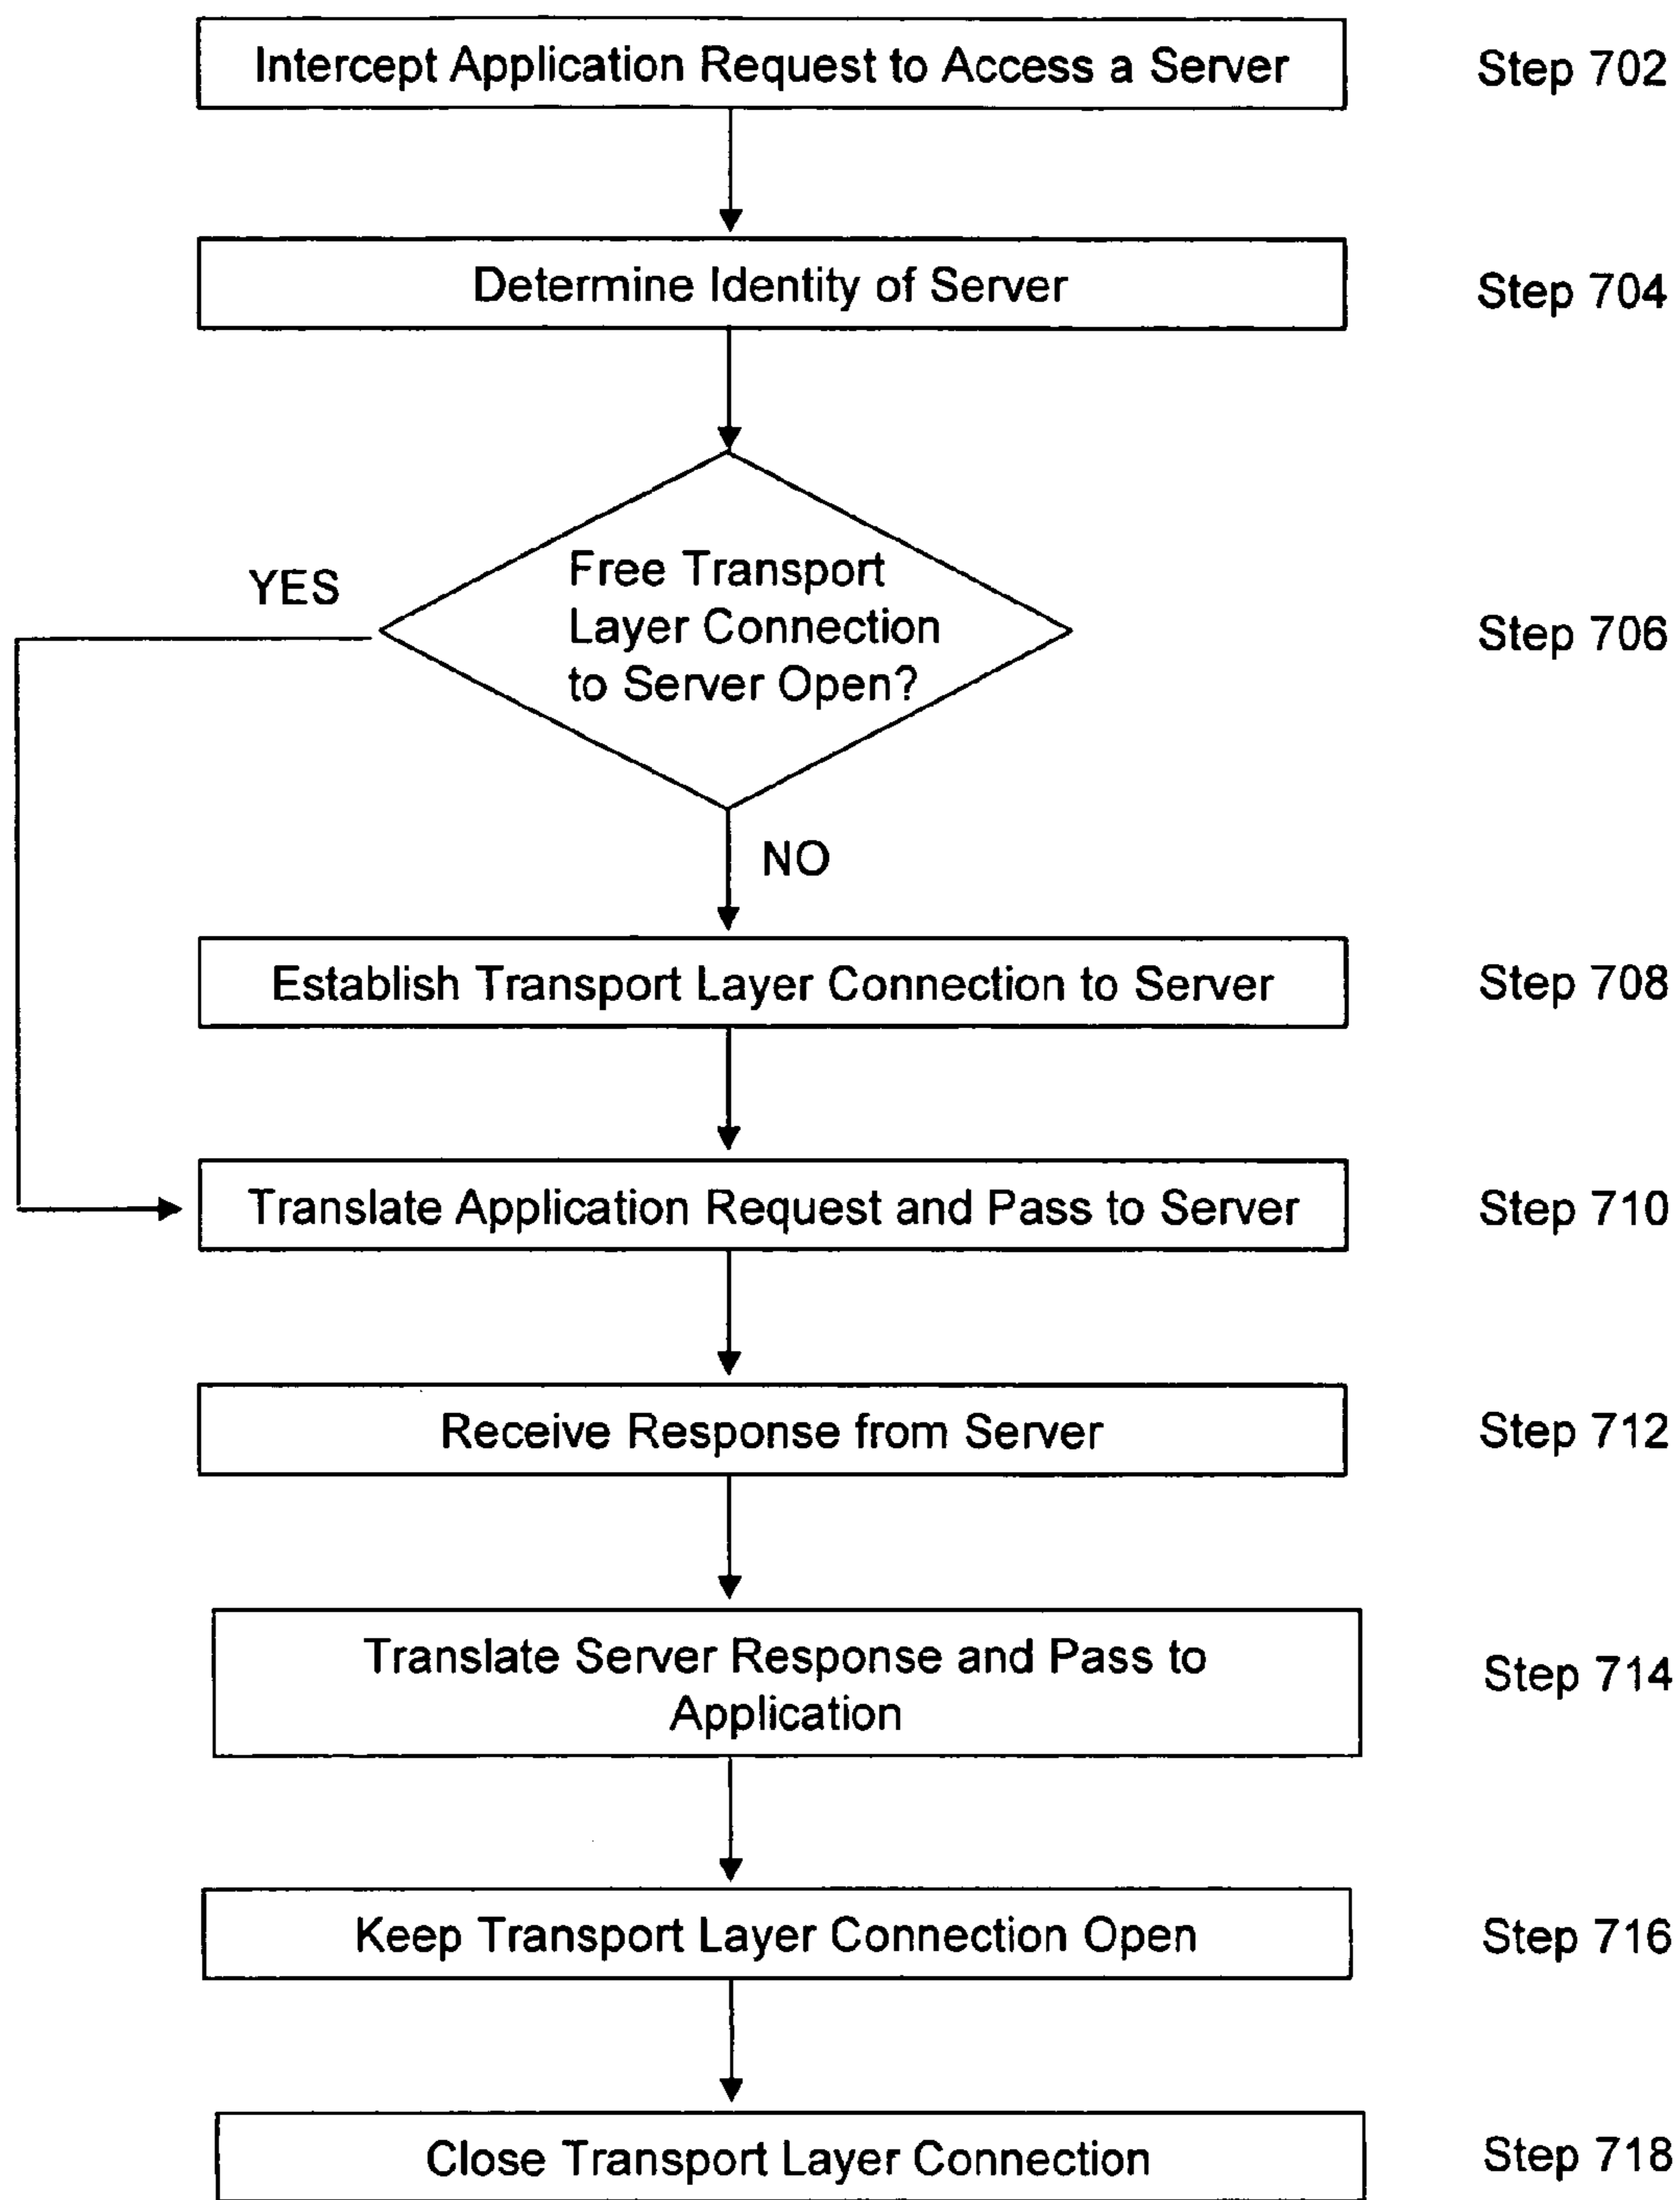 Intercept Application Request to Access a Server
Step 702
Determine Identity of Server
Step 704
YES
Free Transport
Layer Connection
to Server Open?
Step 706
NO
Establish Transport Layer Connection to Server
Step 708
Translate Application Request and Pass to Server
Step 710
Receive Response from Server
Step 712
Translate Server Response and Pass to
Application
Step 714
Keep Transport Layer Connection Open
Step 716
Close Transport Layer Connection
Step 718